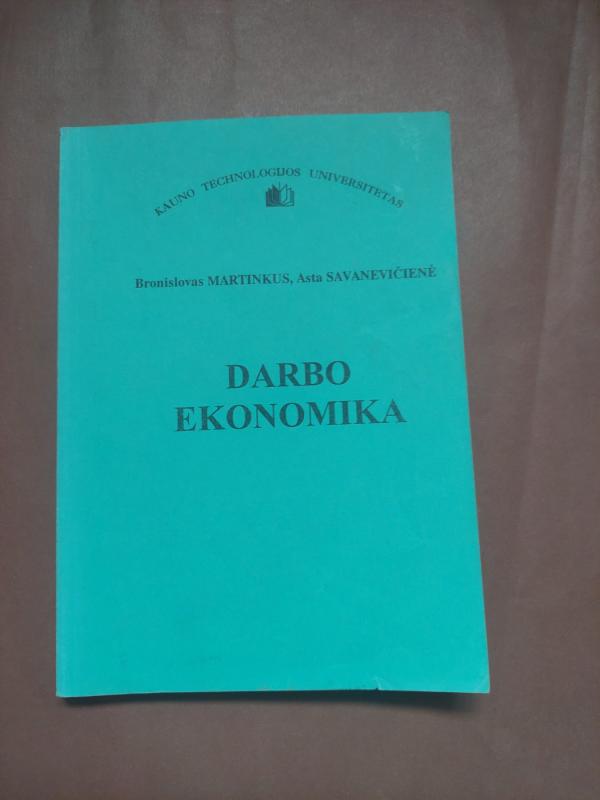 KAUNO TECHNOLOGIJOS UNIVERSITETAS
Bronislovas MARTINKUS, Asta SAVANEVIČIENĖ
DARBO
EKONOMIKA